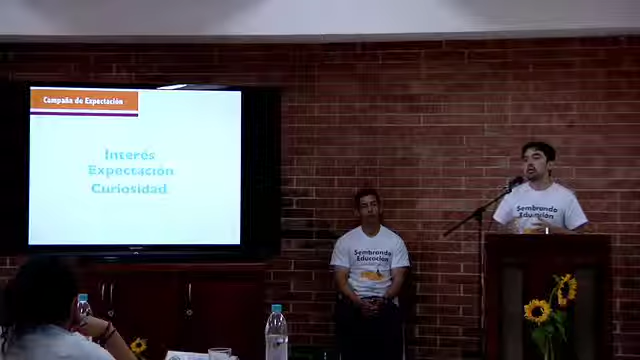 Campaña de Expectación
Interés
Expectación
Curiosidad
Sembrando
Educación
Sembrando
Educación